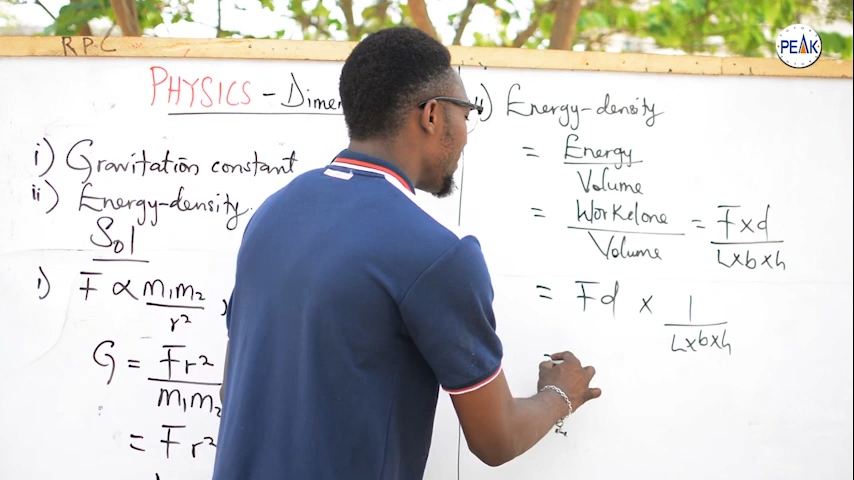 PEAK
R.P.C
PHYSICS - Dimen
i) Gravitation constant
ii) Energy-density.
Sol
i) F ∝ m₁m₂ / r²
G = Fr² / m₁m₂
= Fr²
ii) Energy-density
= Energy / Volume
= Workdone / Volume = F x d / L x b x h
= Fd x 1 / L x b x h